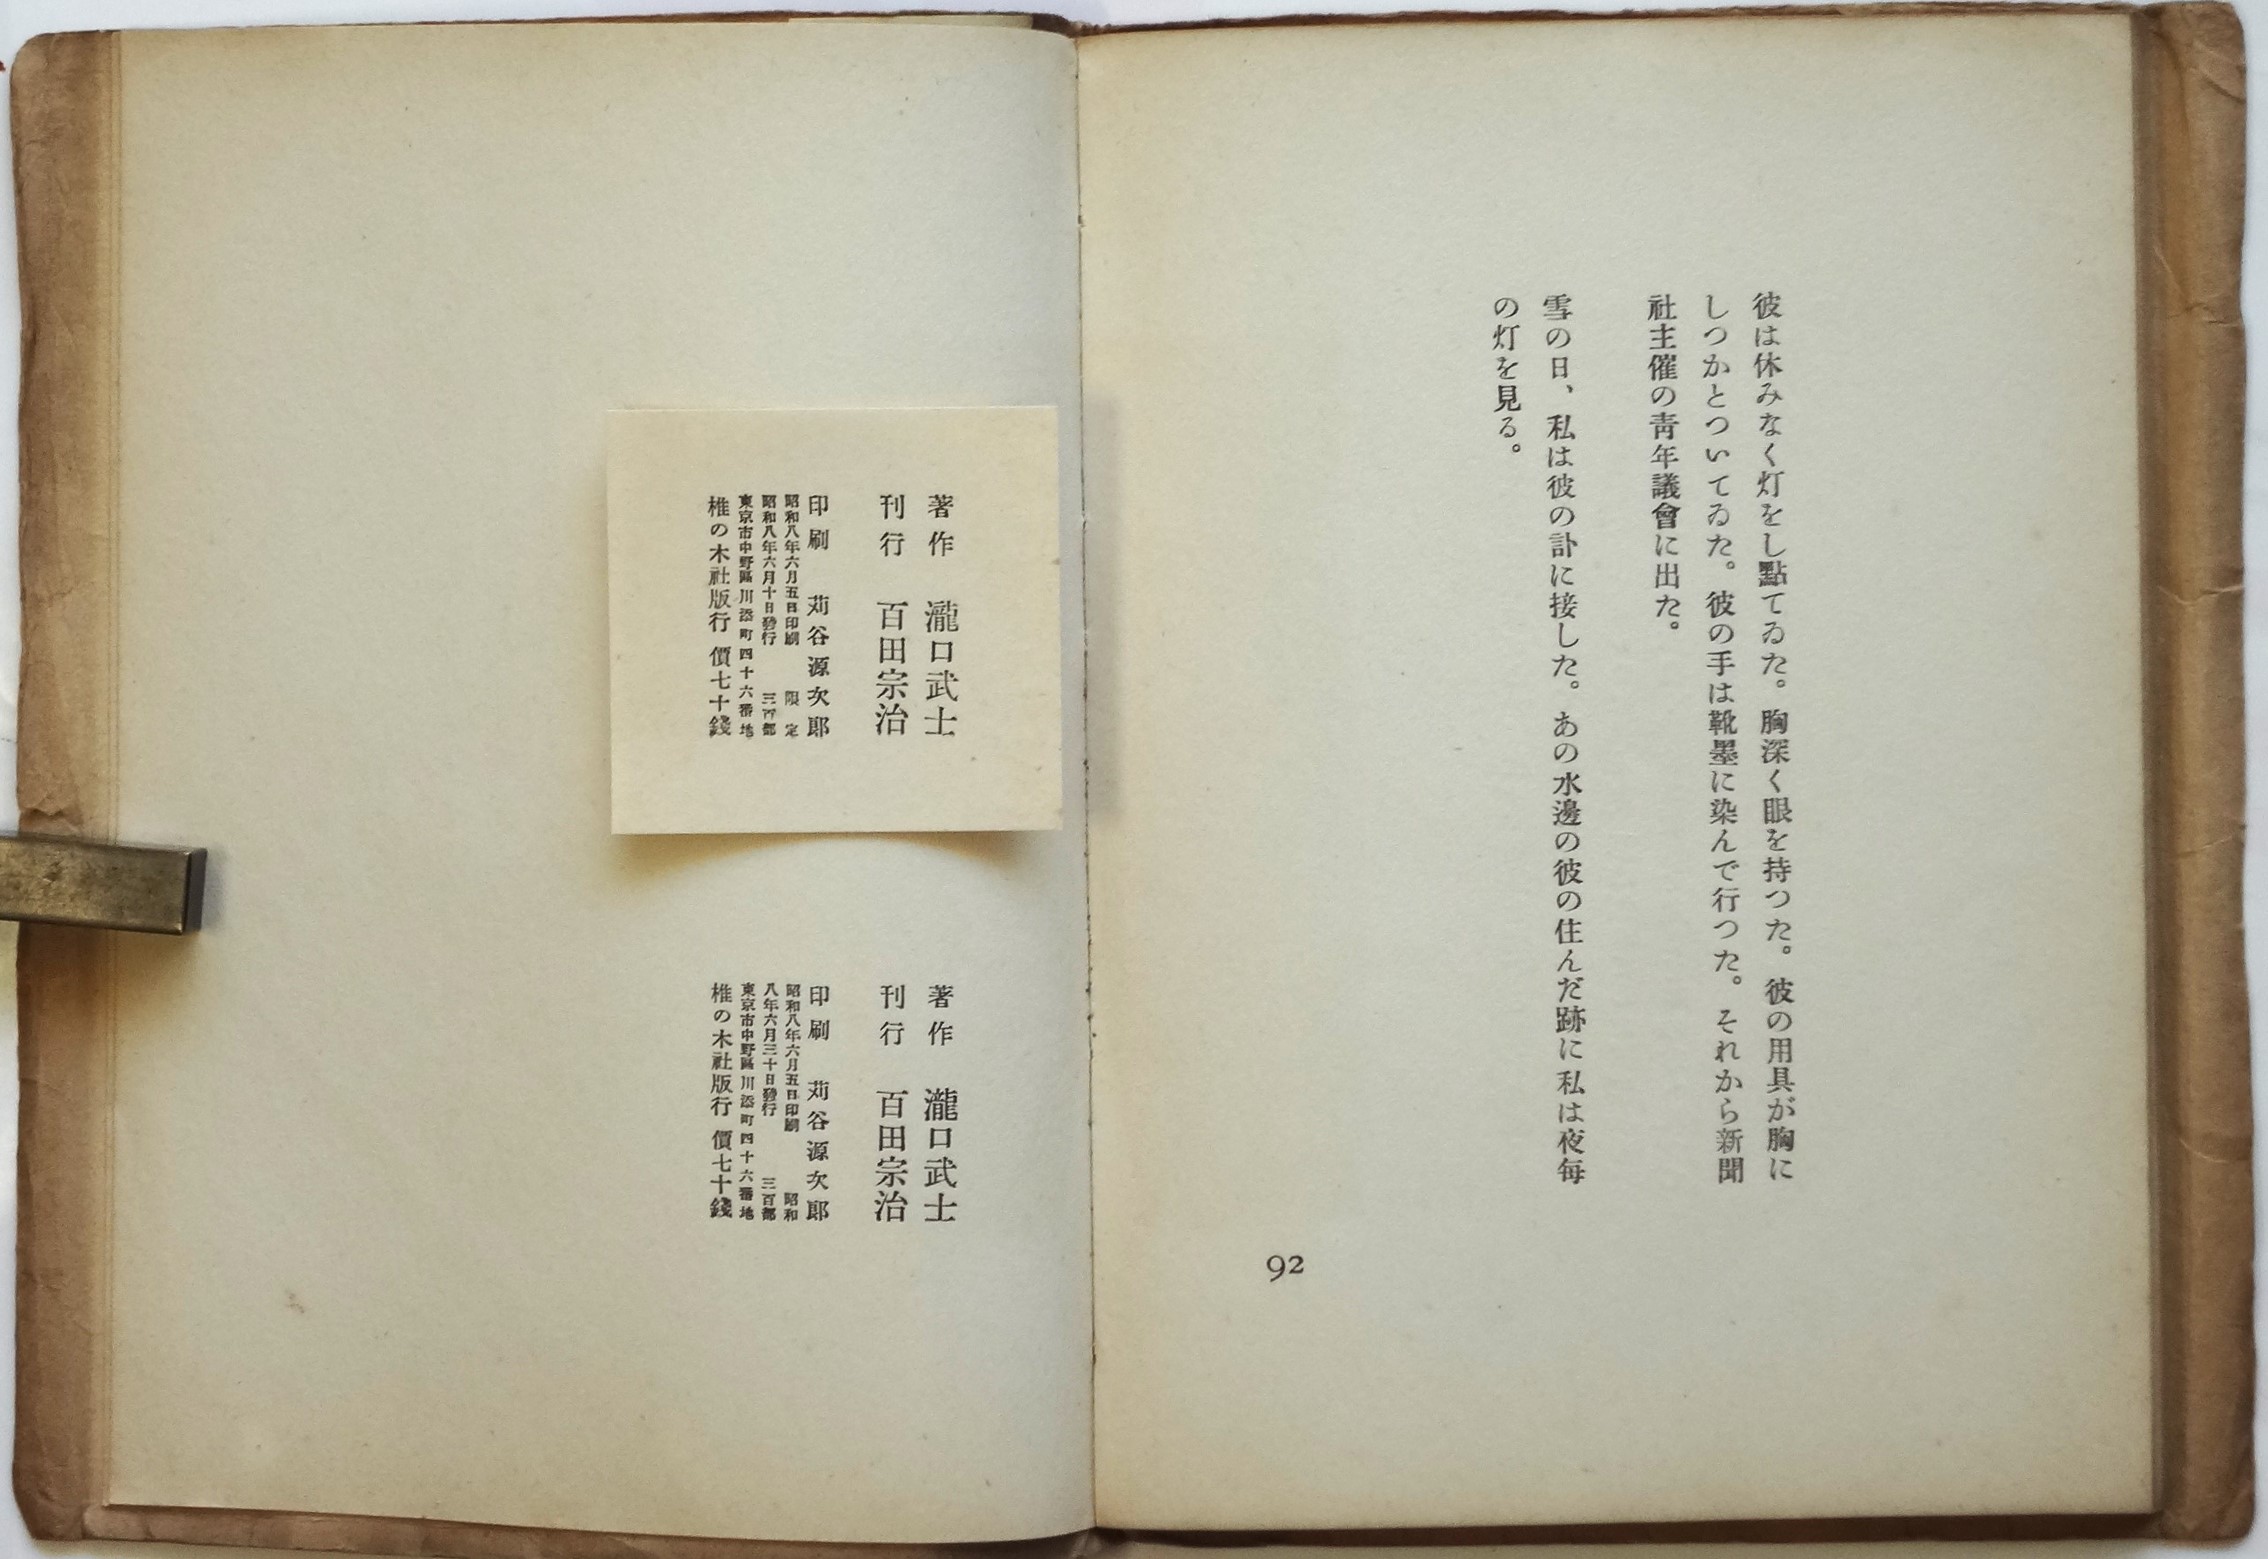 彼は休みなく灯をし點てゐた。胸深く眼を持つた。彼の用具が胸に
しつかとついてゐた。彼の手は靴墨に染んで行つた。それから新聞
社主催の靑年議會に出た。
雪の日、私は彼の訃に接した。あの水邊の彼の住んだ跡に私は夜每
の灯を見る。
92
著作 瀧口武士
刊行 百田宗治
印刷 苅谷源次郎
昭和八年六月五日印刷 限定
昭和八年六月十日發行 三百部
東京市中野區川添町四十六番地
椎の木社版行 價七十錢
著作 瀧口武士
刊行 百田宗治
印刷 苅谷源次郎
昭和八年六月五日印刷 昭和
八年六月三十日發行 三百部
東京市中野區川添町四十六番地
椎の木社版行 價七十錢